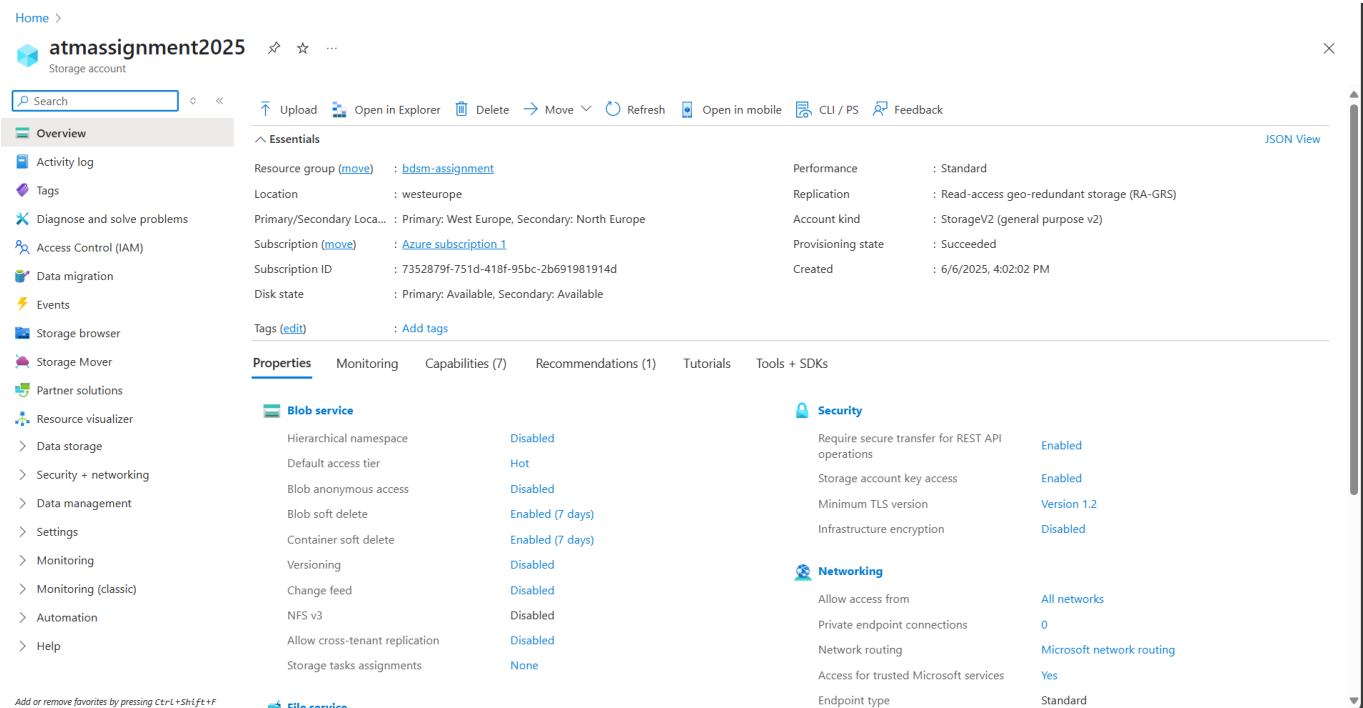 Home >
atmassignment2025
Storage account
Search
Overview
Activity log
Tags
Diagnose and solve problems
Access Control (IAM)
Data migration
Events
Storage browser
Storage Mover
Partner solutions
Resource visualizer
Data storage
Security + networking
Data management
Settings
Monitoring
Monitoring (classic)
Automation
Help
Add or remove favorites by pressing Ctrl+Shift+F
Upload Open in Explorer Delete Move Refresh Open in mobile CLI / PS Feedback
Essentials JSON View
Resource group (move) : bdsm-assignment
Location : westeurope
Primary/Secondary Loca... : Primary: West Europe, Secondary: North Europe
Subscription (move) : Azure subscription 1
Subscription ID : 7352879f-751d-418f-95bc-2b691981914d
Disk state : Primary: Available, Secondary: Available
Tags (edit) : Add tags
Performance : Standard
Replication : Read-access geo-redundant storage (RA-GRS)
Account kind : StorageV2 (general purpose v2)
Provisioning state : Succeeded
Created : 6/6/2025, 4:02:02 PM
Properties Monitoring Capabilities (7) Recommendations (1) Tutorials Tools + SDKs
Blob service
Hierarchical namespace Disabled
Default access tier Hot
Blob anonymous access Disabled
Blob soft delete Enabled (7 days)
Container soft delete Enabled (7 days)
Versioning Disabled
Change feed Disabled
NFS v3 Disabled
Allow cross-tenant replication Disabled
Storage tasks assignments None
File service
Security
Require secure transfer for REST API
operations Enabled
Storage account key access Enabled
Minimum TLS version Version 1.2
Infrastructure encryption Disabled
Networking
Allow access from All networks
Private endpoint connections 0
Network routing Microsoft network routing
Access for trusted Microsoft services Yes
Endpoint type Standard